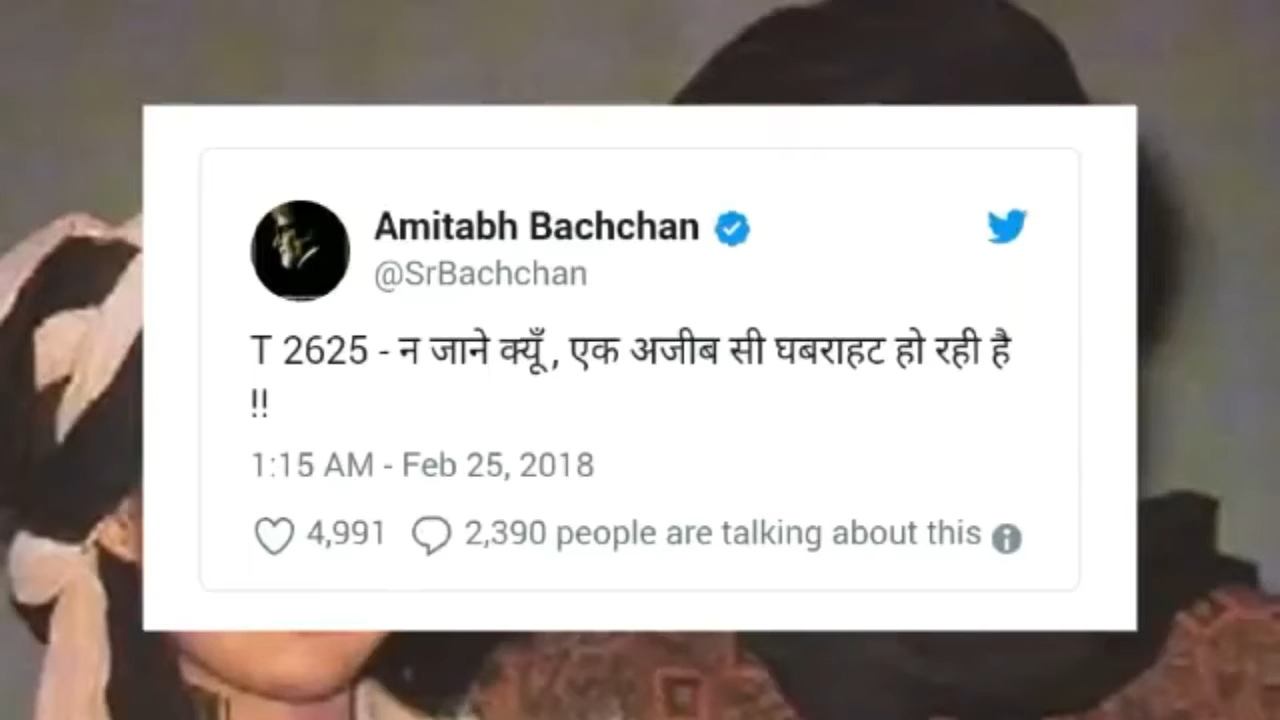 Amitabh Bachchan
@SrBachchan
T 2625 - न जाने क्यूँ , एक अजीब सी घबराहट हो रही है
!!
1:15 AM - Feb 25, 2018
4,991 2,390 people are talking about this